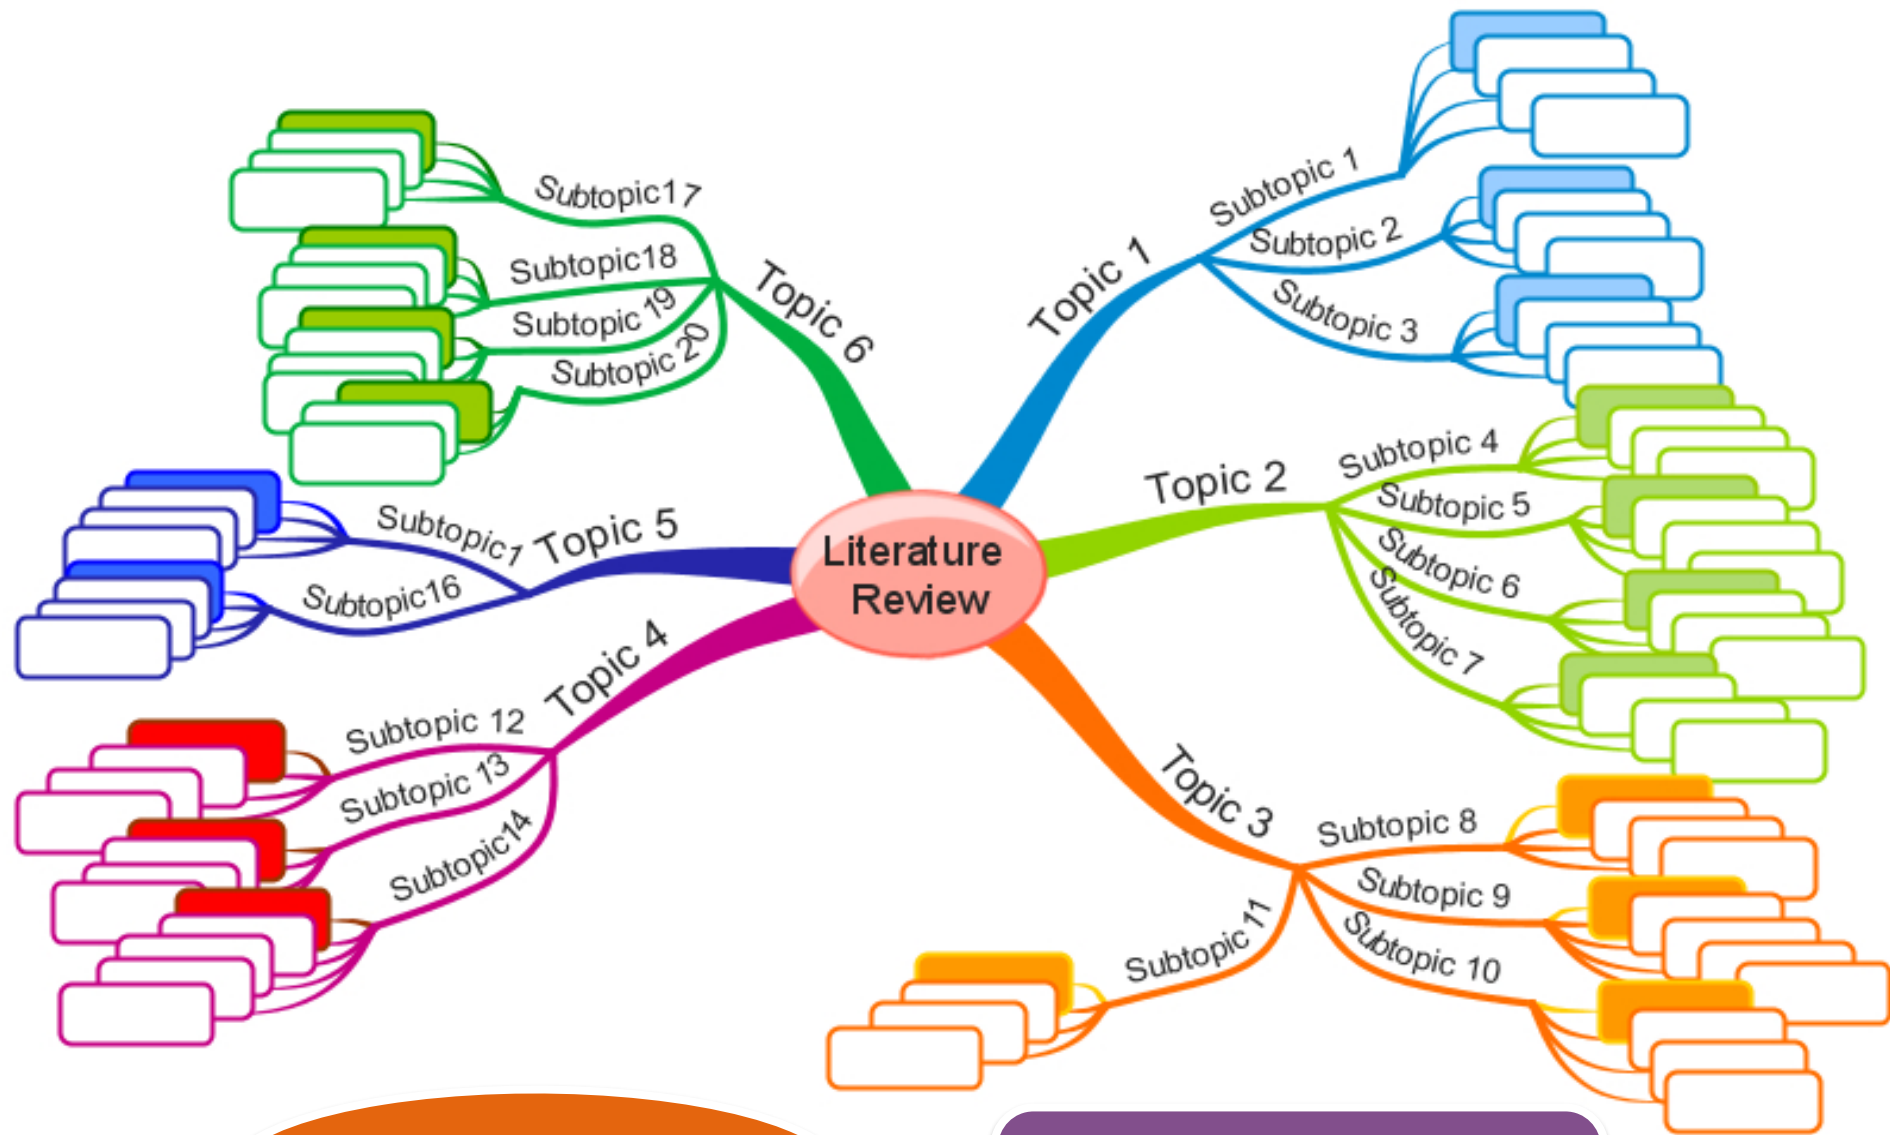 Literature
Review
Topic 1
Subtopic 1
Subtopic 2
Subtopic 3
Topic 2
Subtopic 4
Subtopic 5
Subtopic 6
Subtopic 7
Topic 3
Subtopic 8
Subtopic 9
Subtopic 10
Subtopic 11
Topic 4
Subtopic 12
Subtopic 13
Subtopic14
Topic 5
Subtopic1
Subtopic16
Topic 6
Subtopic17
Subtopic18
Subtopic 19
Subtopic 20